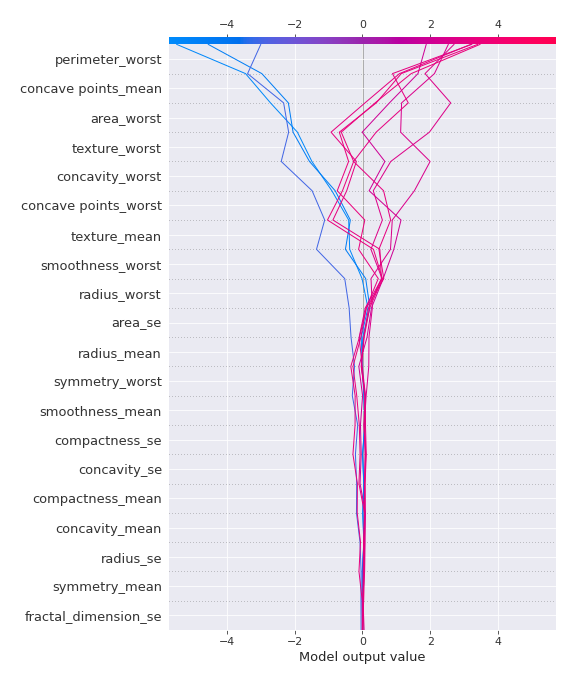 −4 −2 0 2 4
perimeter_worst
concave points_mean
area_worst
texture_worst
concavity_worst
concave points_worst
texture_mean
smoothness_worst
radius_worst
area_se
radius_mean
symmetry_worst
smoothness_mean
compactness_se
concavity_se
compactness_mean
concavity_mean
radius_se
symmetry_mean
fractal_dimension_se
−4 −2 0 2 4
Model output value